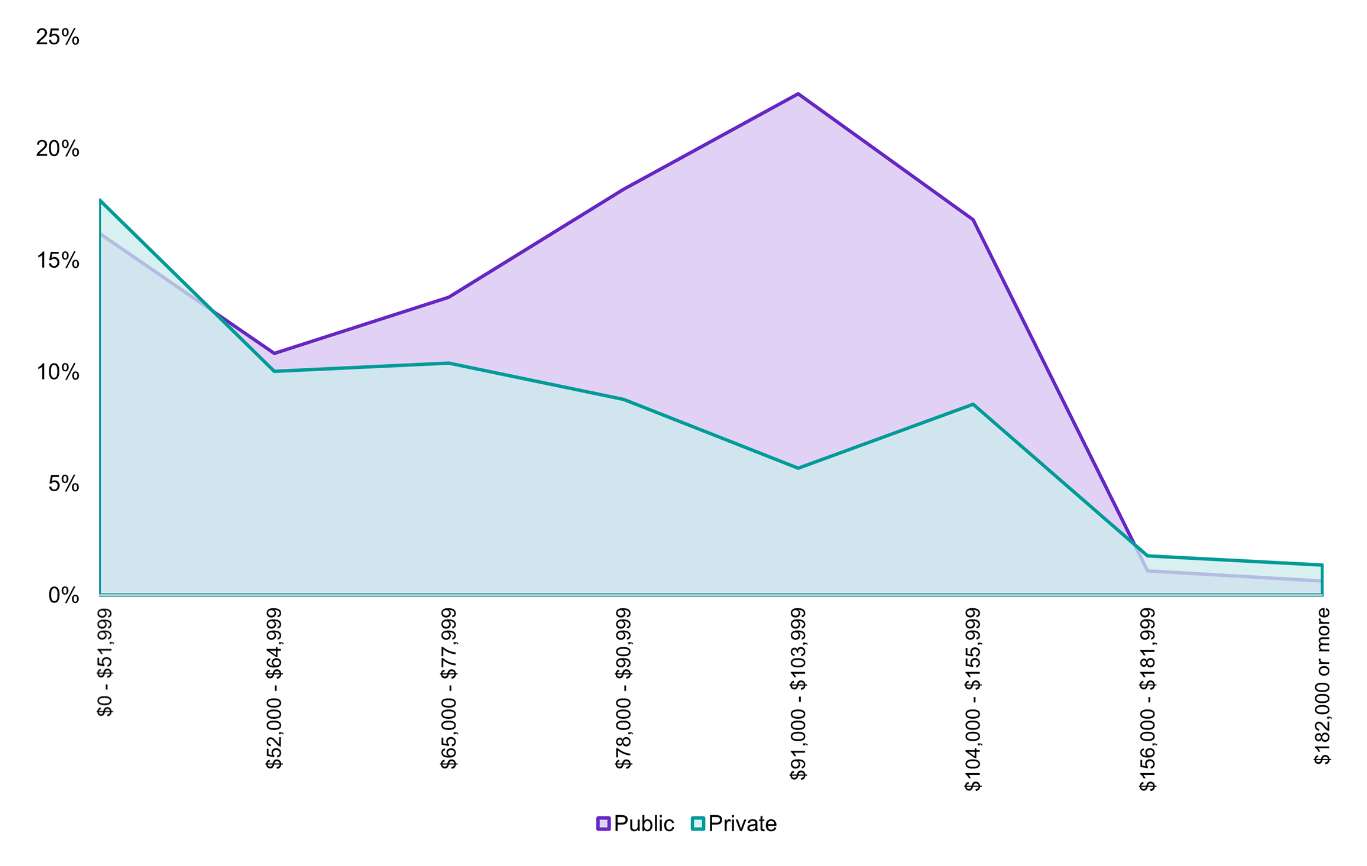 25%
20%
15%
10%
5%
0%
$0 - $51,999
$52,000 - $64,999
$65,000 - $77,999
$78,000 - $90,999
$91,000 - $103,999
$104,000 - $155,999
$156,000 - $181,999
$182,000 or more
Public Private